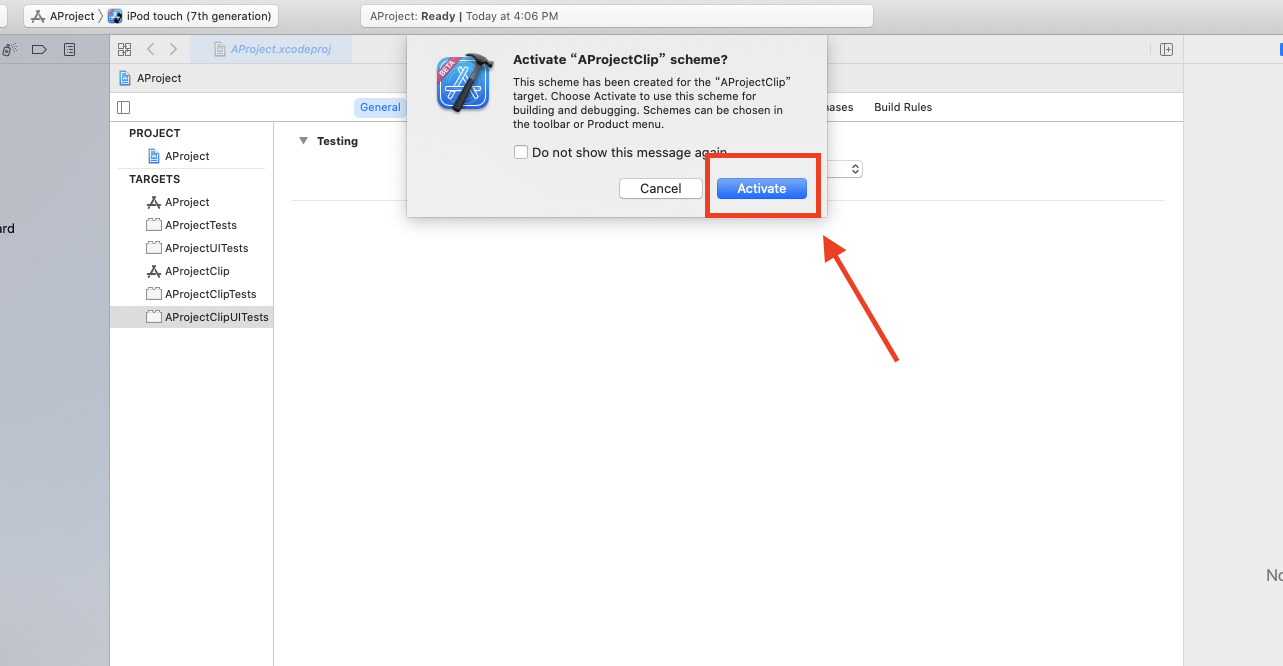 AProject iPod touch (7th generation)
AProject: Ready | Today at 4:06 PM
AProject.xcodeproj
AProject
General
hases
Build Rules
PROJECT
AProject
TARGETS
AProject
AProjectTests
AProjectUITests
AProjectClip
AProjectClipTests
AProjectClipUITests
ard
Testing
BETA
Activate “AProjectClip” scheme?
This scheme has been created for the “AProjectClip”
target. Choose Activate to use this scheme for
building and debugging. Schemes can be chosen in
the toolbar or Product menu.
Do not show this message again
Cancel
Activate
No